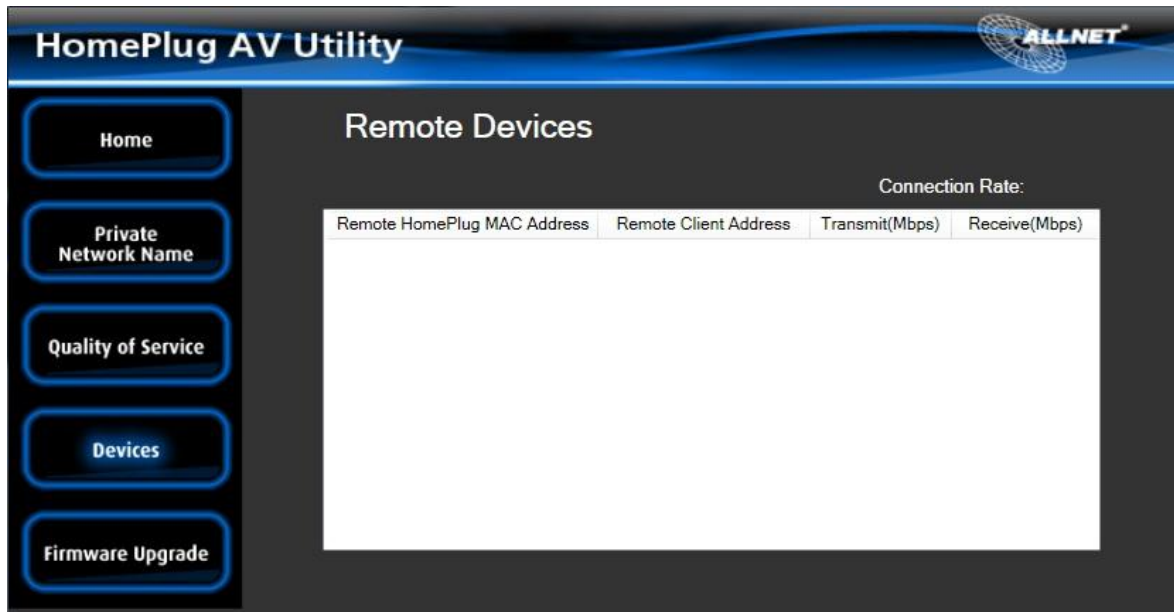 HomePlug AV Utility
ALLNET®
Home
Private
Network Name
Quality of Service
Devices
Firmware Upgrade
Remote Devices
Connection Rate:
Remote HomePlug MAC Address Remote Client Address Transmit(Mbps) Receive(Mbps)